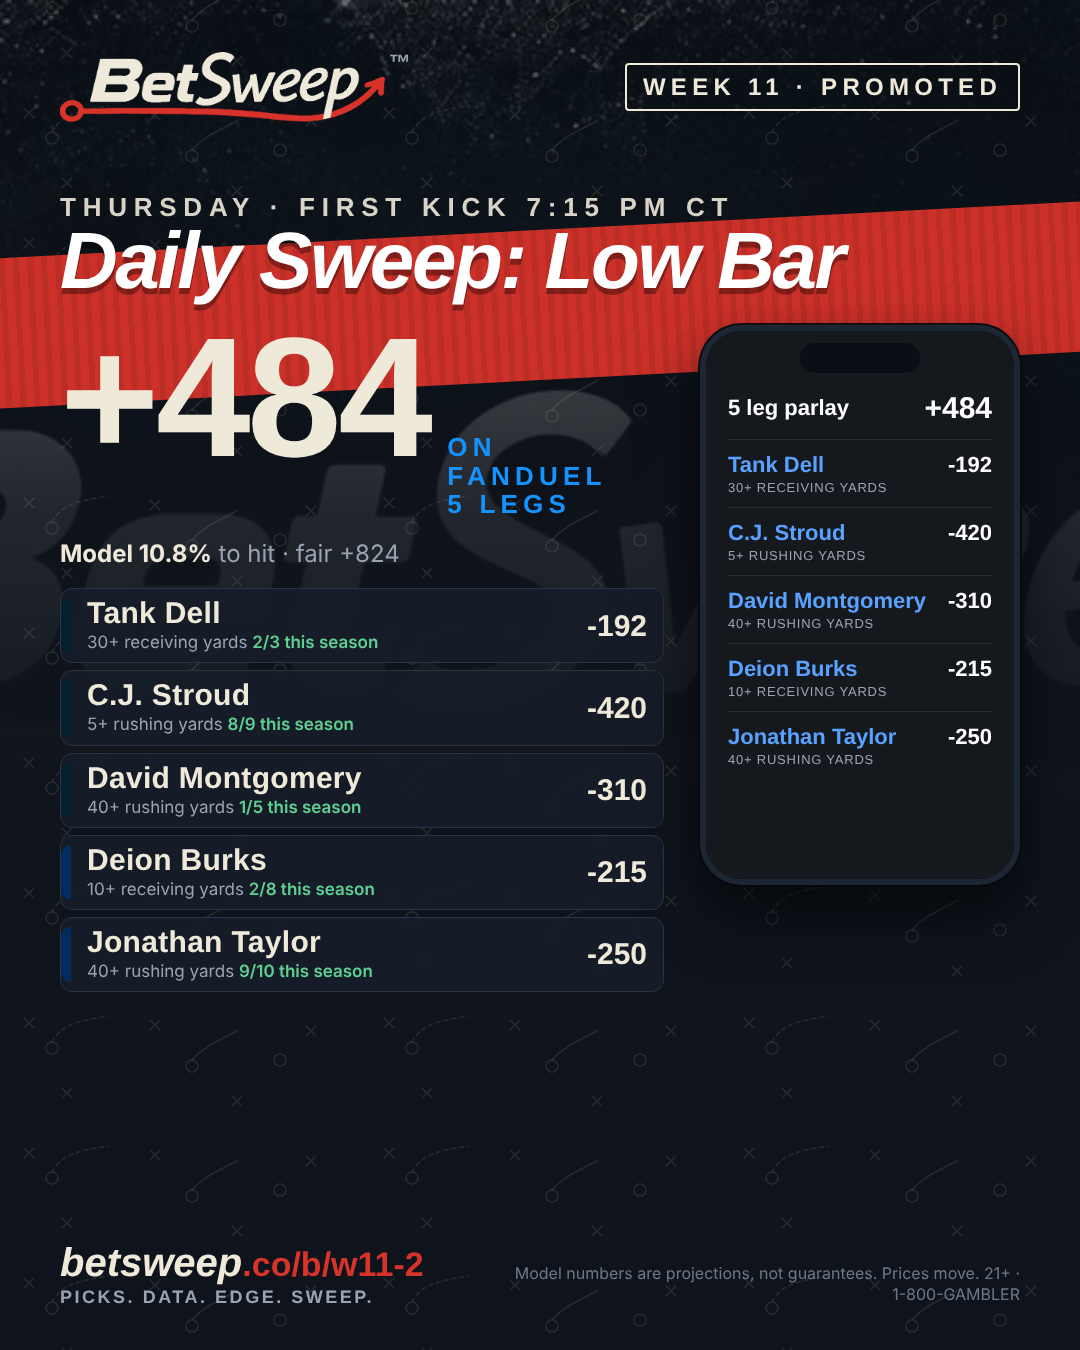 BetSweep™
WEEK 11 · PROMOTED
THURSDAY · FIRST KICK 7:15 PM CT
Daily Sweep: Low Bar
+484
ON
FANDUEL
5 LEGS
Model 10.8% to hit · fair +824
Tank Dell
30+ receiving yards 2/3 this season
-192
C.J. Stroud
5+ rushing yards 8/9 this season
-420
David Montgomery
40+ rushing yards 1/5 this season
-310
Deion Burks
10+ receiving yards 2/8 this season
-215
Jonathan Taylor
40+ rushing yards 9/10 this season
-250
5 leg parlay +484
Tank Dell -192
30+ RECEIVING YARDS
C.J. Stroud -420
5+ RUSHING YARDS
David Montgomery -310
40+ RUSHING YARDS
Deion Burks -215
10+ RECEIVING YARDS
Jonathan Taylor -250
40+ RUSHING YARDS
betsweep.co/b/w11-2
PICKS. DATA. EDGE. SWEEP.
Model numbers are projections, not guarantees. Prices move. 21+ ·
1-800-GAMBLER